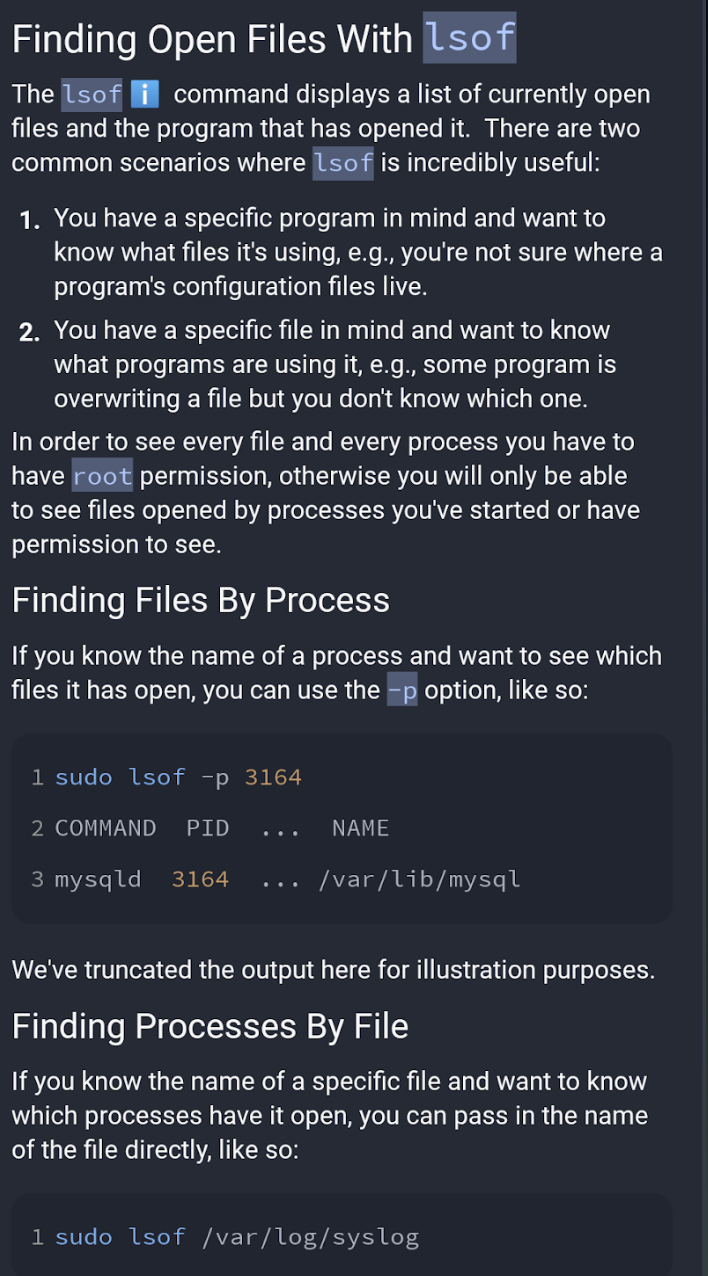 Finding Open Files With lsof
The lsof ℹ️ command displays a list of currently open
files and the program that has opened it. There are two
common scenarios where lsof is incredibly useful:
1. You have a specific program in mind and want to
know what files it's using, e.g., you're not sure where a
program's configuration files live.
2. You have a specific file in mind and want to know
what programs are using it, e.g., some program is
overwriting a file but you don't know which one.
In order to see every file and every process you have to
have root permission, otherwise you will only be able
to see files opened by processes you've started or have
permission to see.
Finding Files By Process
If you know the name of a process and want to see which
files it has open, you can use the -p option, like so:
1 sudo lsof -p 3164
2 COMMAND PID ... NAME
3 mysqld 3164 ... /var/lib/mysql
We've truncated the output here for illustration purposes.
Finding Processes By File
If you know the name of a specific file and want to know
which processes have it open, you can pass in the name
of the file directly, like so:
1 sudo lsof /var/log/syslog